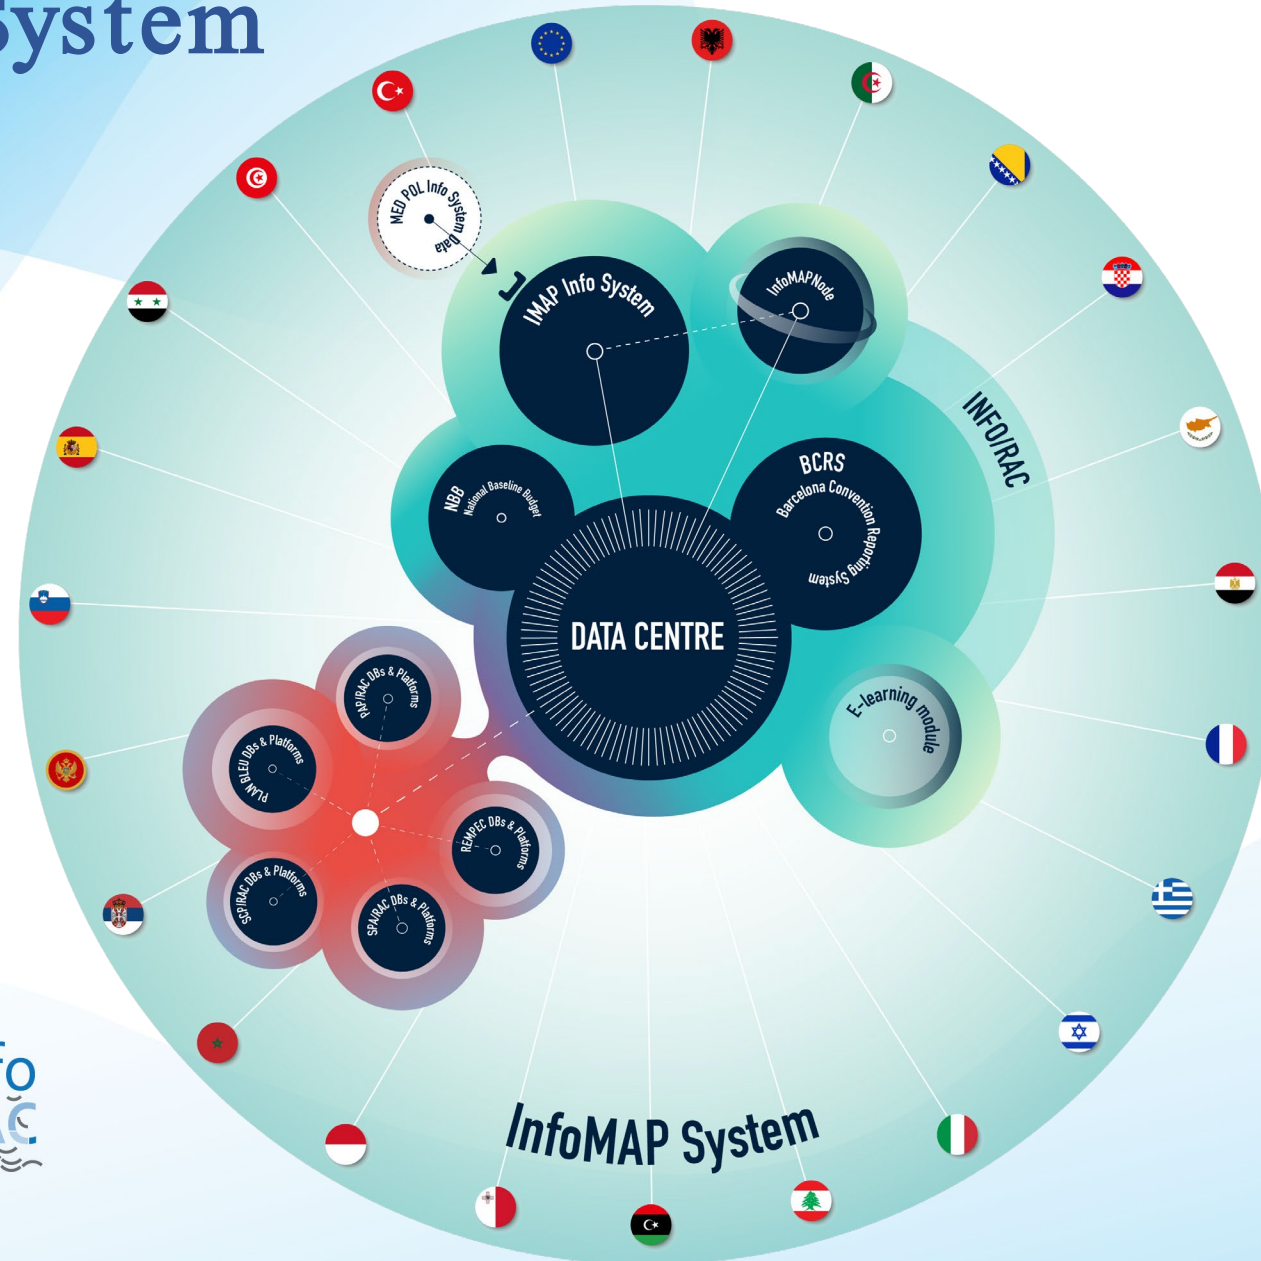 System
MED POL Info System Data
IMAP Info System
InfoMAPNode
INFO/RAC
NBB
National Baseline Budget
BCRS
Barcelona Convention Reporting System
DATA CENTRE
E-learning module
PAP/RAC DBs & Platforms
PLAN BLEU DBs & Platforms
REMPEC DBs & Platforms
SCP/RAC DBs & Platforms
SPA/RAC DBs & Platforms
InfoMAP System